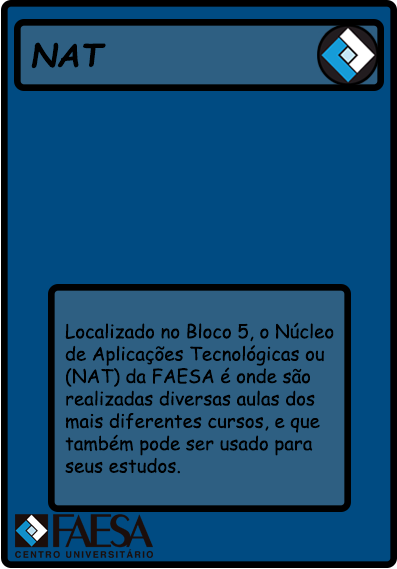 NAT
Localizado no Bloco 5, o Núcleo
de Aplicações Tecnológicas ou
(NAT) da FAESA é onde são
realizadas diversas aulas dos
mais diferentes cursos, e que
também pode ser usado para
seus estudos.
FAESA
CENTRO UNIVERSITÁRIO